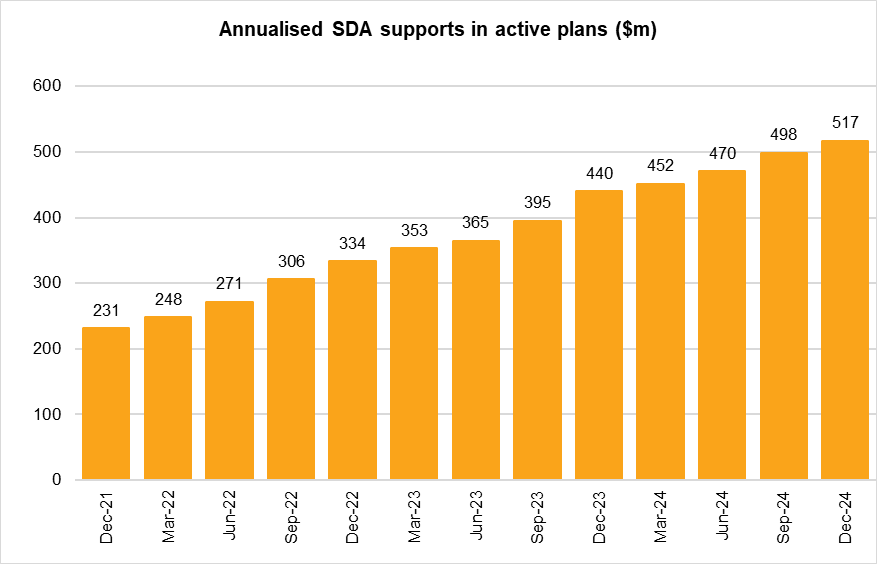 Annualised SDA supports in active plans ($m)
600
500
400
300
200
100
0
231
248
271
306
334
353
365
395
440
452
470
498
517
Dec-21
Mar-22
Jun-22
Sep-22
Dec-22
Mar-23
Jun-23
Sep-23
Dec-23
Mar-24
Jun-24
Sep-24
Dec-24